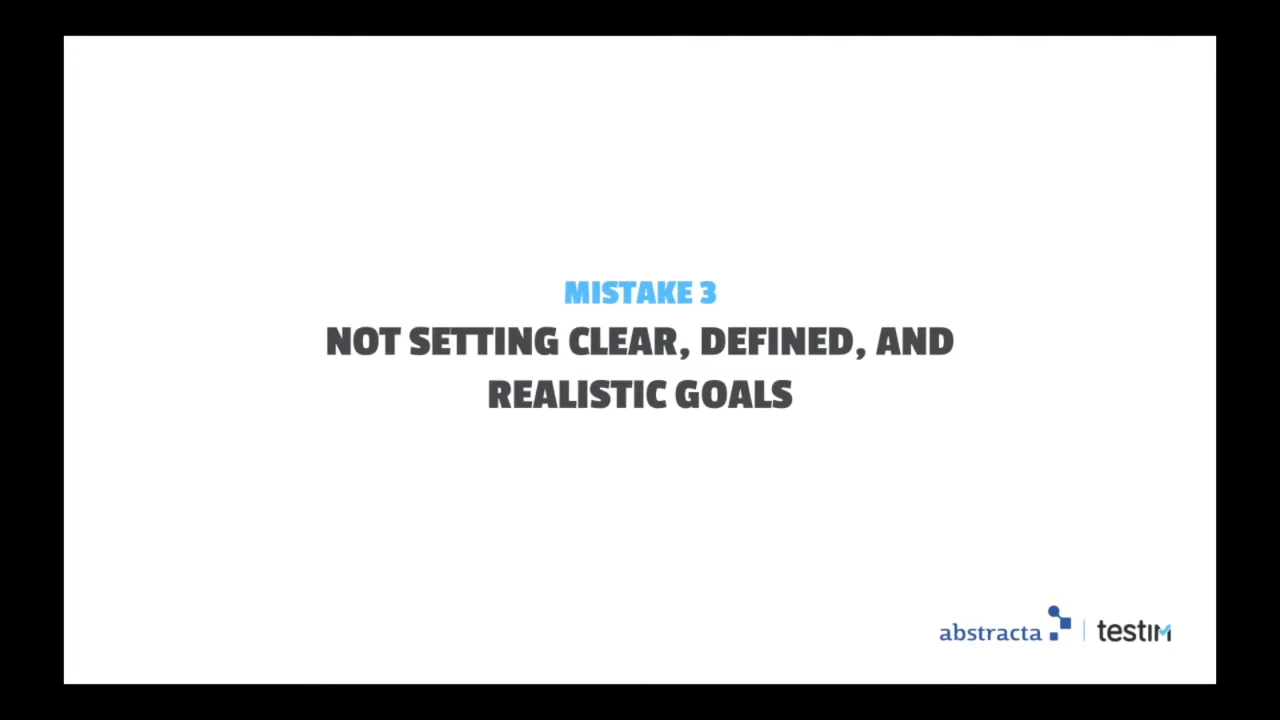 MISTAKE 3
NOT SETTING CLEAR, DEFINED, AND
REALISTIC GOALS
abstracta | testim